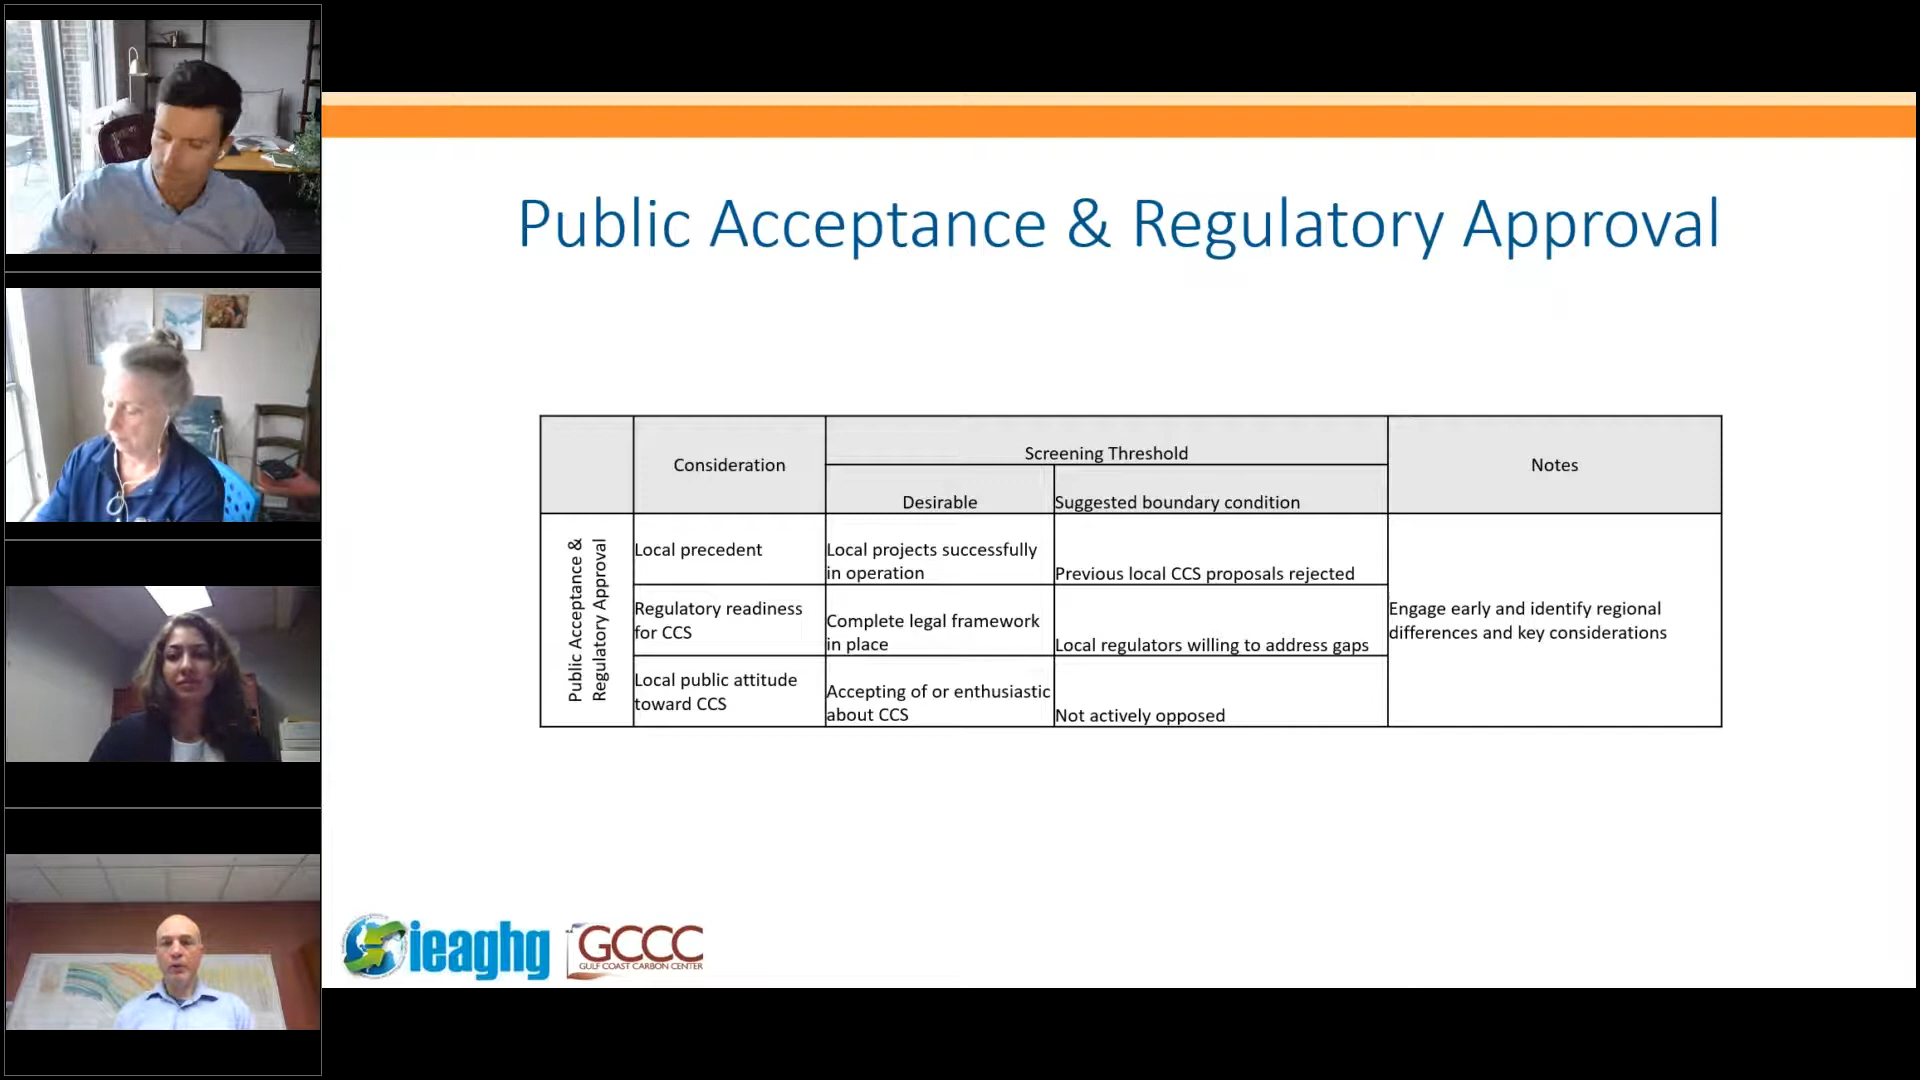 Public Acceptance & Regulatory Approval
Consideration
Screening Threshold
Notes
Desirable
Suggested boundary condition
Public Acceptance &
Regulatory Approval
Local precedent
Local projects successfully
in operation
Previous local CCS proposals rejected
Regulatory readiness
for CCS
Complete legal framework
in place
Local regulators willing to address gaps
Local public attitude
toward CCS
Accepting of or enthusiastic
about CCS
Not actively opposed
Engage early and identify regional
differences and key considerations
ieaghg
GCCC
GULF COAST CARBON CENTER